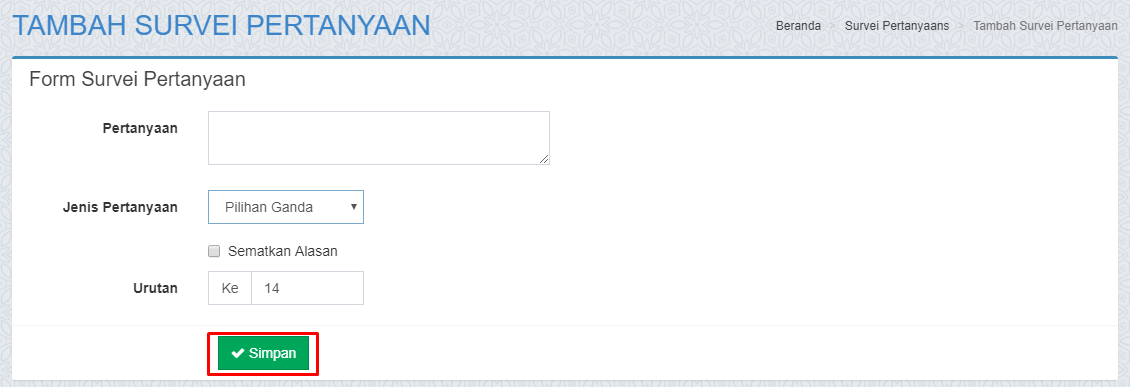 TAMBAH SURVEI PERTANYAAN
Beranda > Survei Pertanyaans > Tambah Survei Pertanyaan
Form Survei Pertanyaan
Pertanyaan
Jenis Pertanyaan Pilihan Ganda
Sematkan Alasan
Urutan Ke 14
Simpan